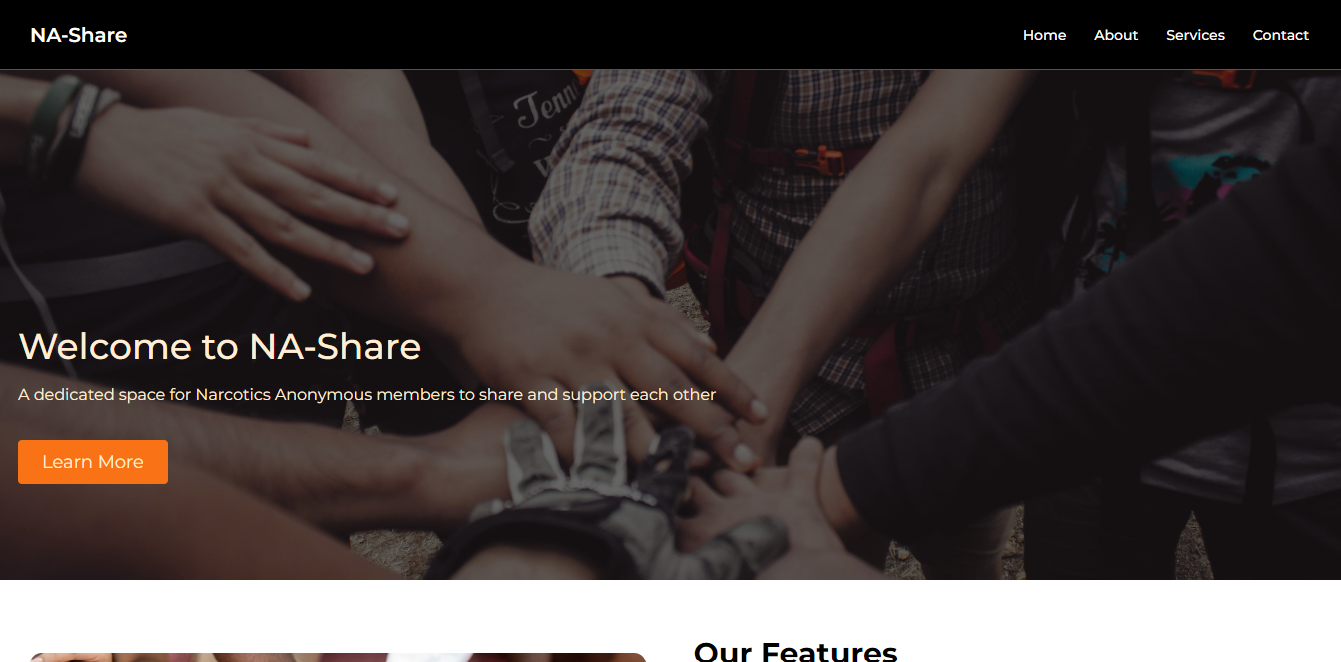 NA-Share
Home About Services Contact
Welcome to NA-Share
A dedicated space for Narcotics Anonymous members to share and support each other
Learn More
Our Features